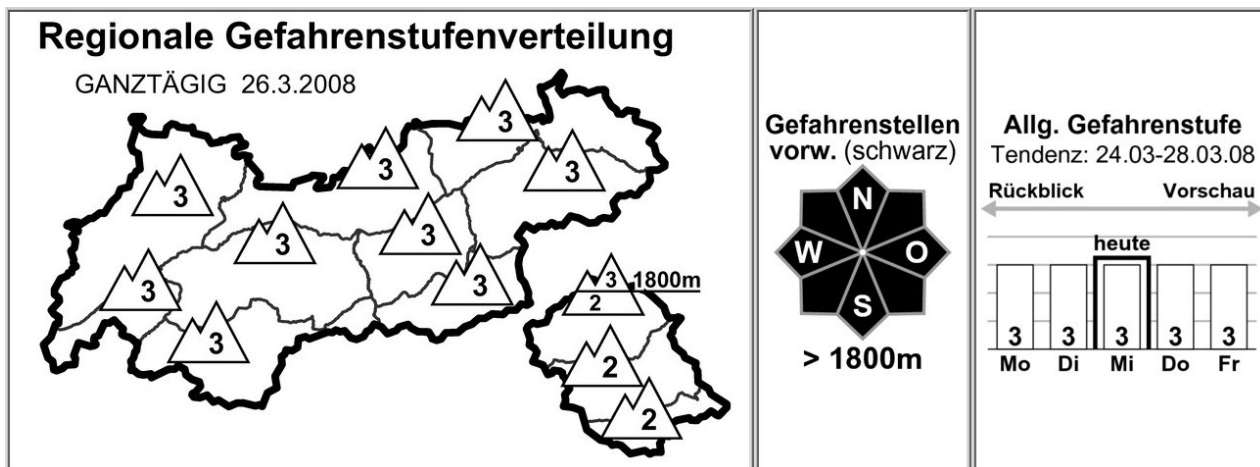 Regionale Gefahrenstufenverteilung
GANZTÄGIG 26.3.2008
3
3
3
3
3
3
3
3
3
3 1800m
2
2
2
Gefahrenstellen
vorw. (schwarz)
N
W O
S
> 1800m
Allg. Gefahrenstufe
Tendenz: 24.03-28.03.08
Rückblick Vorschau
heute
3 3 3 3 3
Mo Di Mi Do Fr